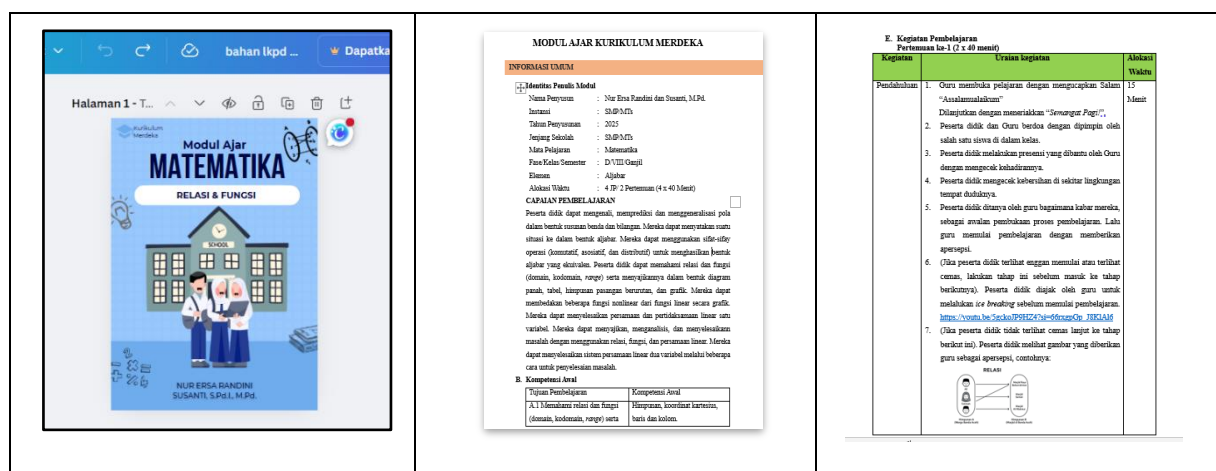 bahan lkpd ...
Dapatka
Halaman 1 - T...
Kurikulum
Merdeka
Modul Ajar
MATEMATIKA
RELASI & FUNGSI
SCHOOL
NUR ERSA RANDINI
SUSANTI, S.Pd.I., M.Pd.
MODUL AJAR KURIKULUM MERDEKA
INFORMASI UMUM
Identitas Penulis Modul
Nama Penyusun : Nur Ersa Randini dan Susanti, M.Pd.
Instansi : SMP/MTs
Tahun Penyusunan : 2025
Jenjang Sekolah : SMP/MTs
Mata Pelajaran : Matematika
Fase/Kelas/Semester : D/VIII/Ganjil
Elemen : Aljabar
Alokasi Waktu : 4 JP/ 2 Pertemuan (4 x 40 Menit)
CAPAIAN PEMBELAJARAN
Peserta didik dapat mengenali, memprediksi dan menggeneralisasi pola
dalam bentuk susunan benda dan bilangan. Mereka dapat menyatakan suatu
situasi ke dalam bentuk aljabar. Mereka dapat menggunakan sifat-sifay
operasi (komutatif, asosiatif, dan distributif) untuk menghasilkan bentuk
aljabar yang ekuivalen. Peserta didik dapat memahami relasi dan fungsi
(domain, kodomain, range) serta menyajikannya dalam bentuk diagram
panah, tabel, himpunan pasangan berurutan, dan grafik. Mereka dapat
membedakan beberapa fungsi nonlinear dari fungsi linear secara grafik.
Mereka dapat menyelesaikan persamaan dan pertidaksamaan linear satu
variabel. Mereka dapat menyajikan, menganalisis, dan menyelesaikann
masalah dengan menggunakan relasi, fungsi, dan persamaan linear. Mereka
dapat menyelesaikan sistem persamaan linear dua variabel melalui beberapa
cara untuk penyelesaian masalah.
B. Kompetensi Awal
Tujuan Pembelajaran Kompetensi Awal
A.1 Memahami relasi dan fungsi Himpunan, koordinat kartesius,
(domain, kodomain, range) serta baris dan kolom.
E. Kegiatan Pembelajaran
Pertemuan ke-1 (2 x 40 menit)
Kegiatan Uraian kegiatan Alokasi
Waktu
Pendahuluan 1. Guru membuka pelajaran dengan mengucapkan Salam 15
"Assalamualaikum" Menit
Dilanjutkan dengan meneriakkan "Semangat Pagi!",
2. Peserta didik dan Guru berdoa dengan dipimpin oleh
salah satu siswa di dalam kelas.
3. Peserta didik melakukan presensi yang dibantu oleh Guru
dengan mengecek kehadirannya.
4. Peserta didik mengecek kebersihan di sekitar lingkungan
tempat duduknya.
5. Peserta didik ditanya oleh guru bagaimana kabar mereka,
sebagai awalan pembukaan proses pembelajaran. Lalu
guru memulai pembelajaran dengan memberikan
apersepsi.
6. (Jika peserta didik terlihat enggan memulai atau terlihat
cemas, lakukan tahap ini sebelum masuk ke tahap
berikutnya). Peserta didik diajak oleh guru untuk
melalukan ice breaking sebelum memulai pembelajaran.
7. (Jika peserta didik tidak terlihat cemas lanjut ke tahap
berikut ini). Peserta didik melihat gambar yang diberikan
guru sebagai apersepsi, contohnya:
RELASI